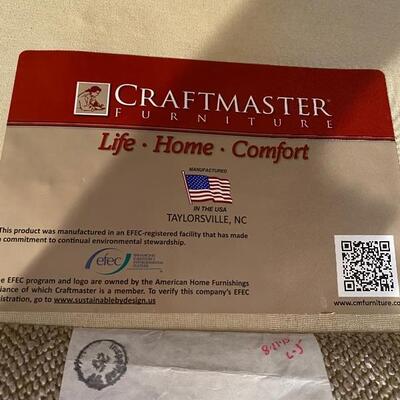 CRAFTMASTER
FURNITURE
Life · Home · Comfort
MANUFACTURED
IN THE USA
TAYLORSVILLE, NC
This product was manufactured in an EFEC-registered facility that has made
commitment to continual environmental stewardship.
efec
EFEC program and logo are owned by the American Home Furnishings
of which Craftmaster is a member. To verify this company's EFEC
go to www.sustainablebydesign.us
www.cmfurniture.co